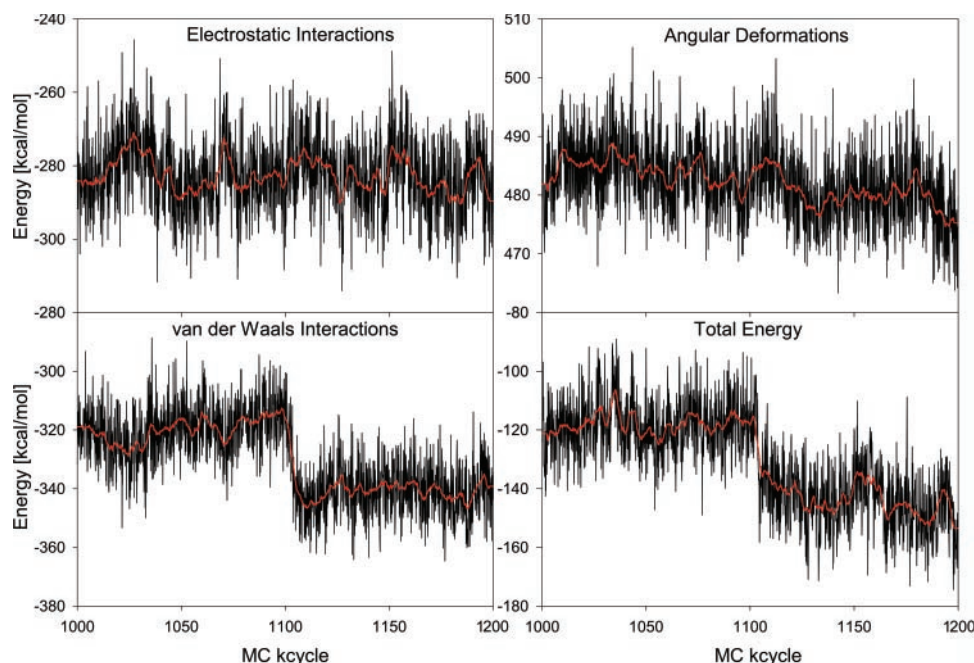 -240
-260
-280
-300
Energy [kcal/mol]
Electrostatic Interactions
510
500
490
480
470
Angular Deformations
-280
-300
-320
-340
-360
-380
Energy [kcal/mol]
van der Waals Interactions
1000 1050 1100 1150 1200
MC kcycle
-80
-100
-120
-140
-160
-180
Total Energy
1000 1050 1100 1150 1200
MC kcycle